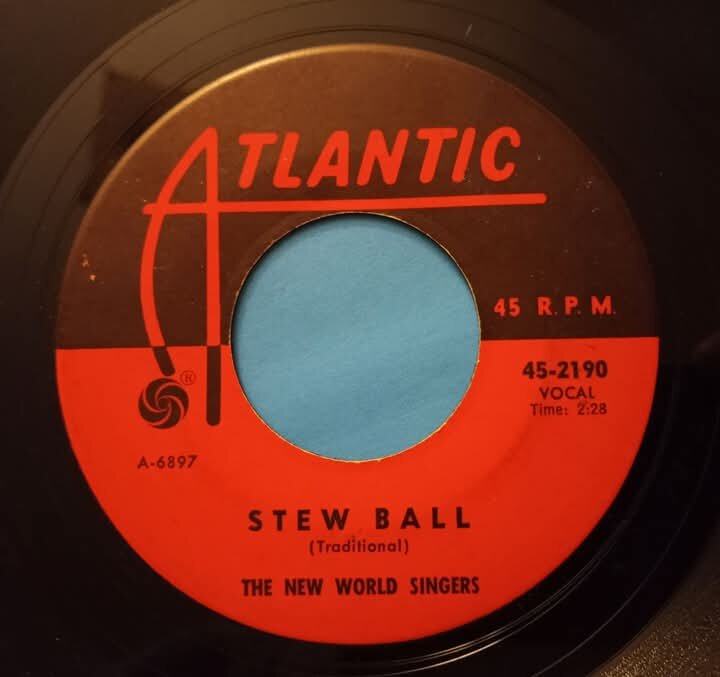 ATLANTIC
45 R.P.M.
45-2190
VOCAL
Time: 2:28
®
A-6897
STEW BALL
(Traditional)
THE NEW WORLD SINGERS